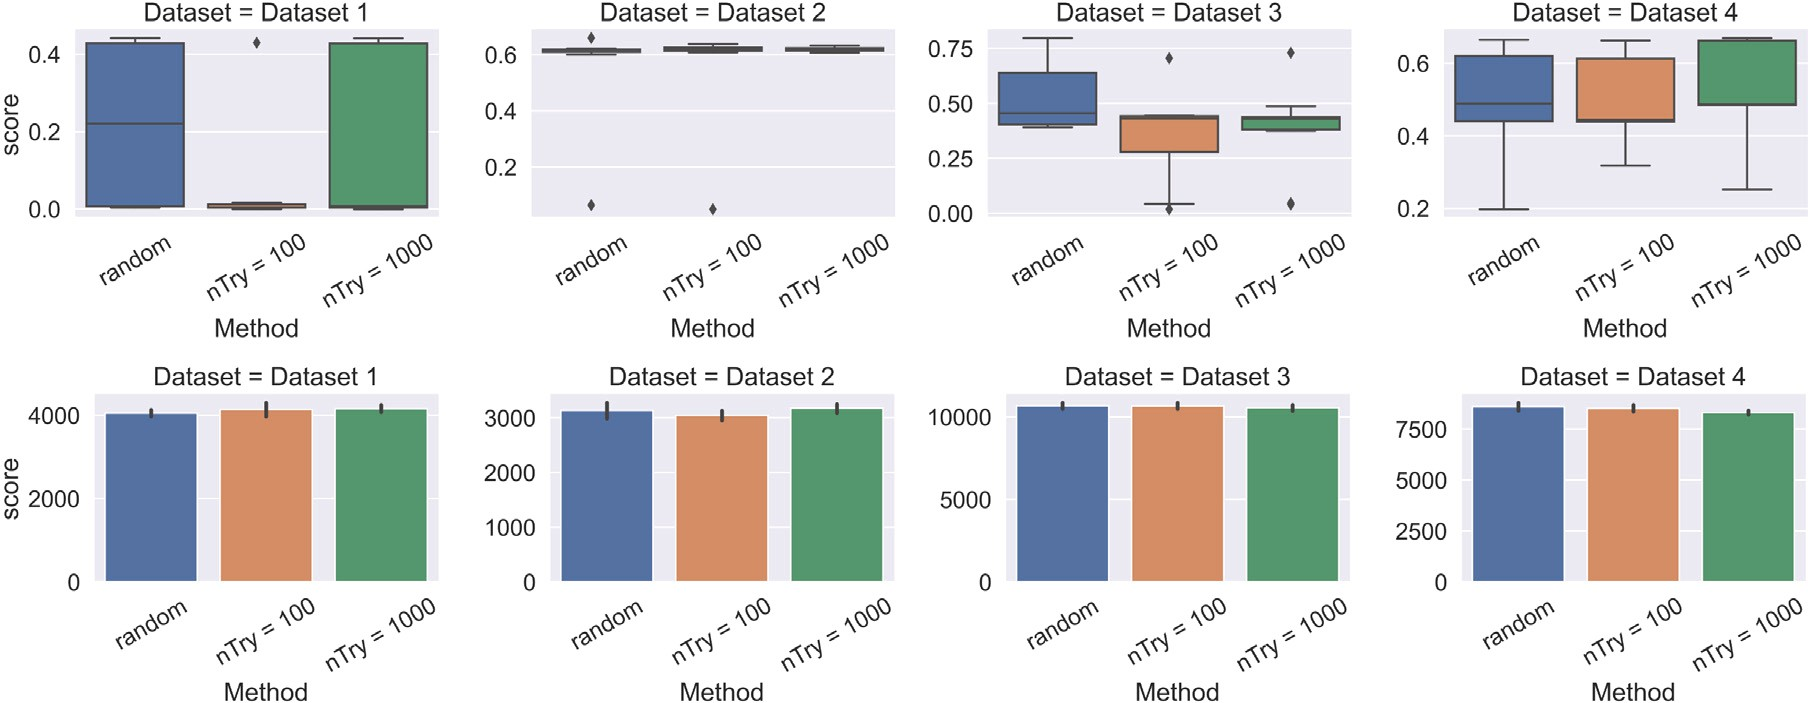 Dataset = Dataset 1
Dataset = Dataset 2
Dataset = Dataset 3
Dataset = Dataset 4
score
0.4
0.2
0.0
0.6
0.4
0.2
0.75
0.50
0.25
0.00
0.6
0.4
0.2
random
nTry = 100
nTry = 1000
random
nTry = 100
nTry = 1000
random
nTry = 100
nTry = 1000
random
nTry = 100
nTry = 1000
Method
Method
Method
Method
Dataset = Dataset 1
Dataset = Dataset 2
Dataset = Dataset 3
Dataset = Dataset 4
score
4000
2000
0
3000
2000
1000
0
10000
5000
0
7500
5000
2500
0
random
nTry = 100
nTry = 1000
random
nTry = 100
nTry = 1000
random
nTry = 100
nTry = 1000
random
nTry = 100
nTry = 1000
Method
Method
Method
Method